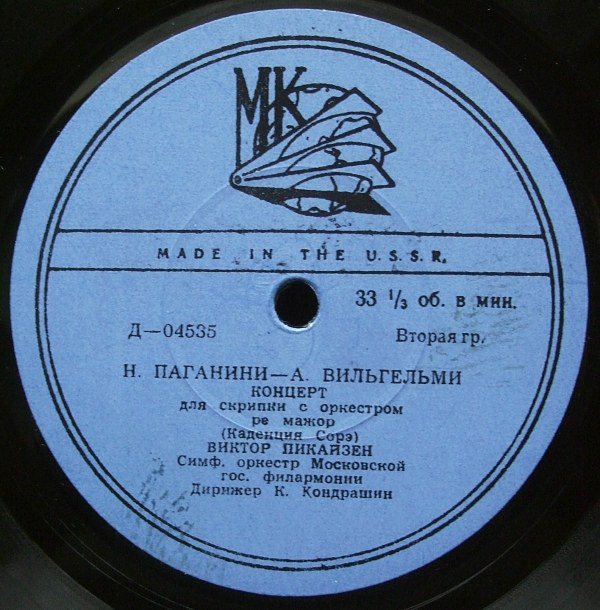 МК
MADE IN THE U.S.S.R.
33 1/3 об. в мин.
Д—04535
Вторая гр.
Н. ПАГАНИНИ—А. ВИЛЬГЕЛЬМИ
КОНЦЕРТ
для скрипки с оркестром
ре мажор
(Каденция Сорэ)
ВИКТОР ПИКАЙЗЕН
Симф. оркестр Московской
гос. филармонии
Дирижер К. Кондрашин